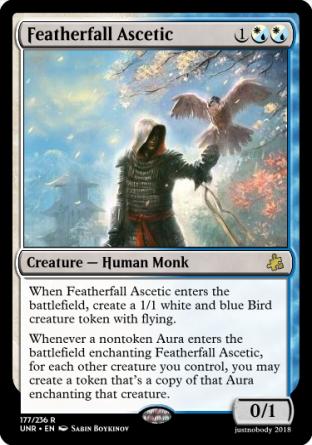 Featherfall Ascetic 1
Creature — Human Monk
When Featherfall Ascetic enters the
battlefield, create a 1/1 white and blue Bird
creature token with flying.
Whenever a nontoken Aura enters the
battlefield enchanting Featherfall Ascetic,
for each other creature you control, you may
create a token that's a copy of that Aura
enchanting that creature.
0/1
177/236 R
UNR • EN Sabin Boykinov
justnobody 2018